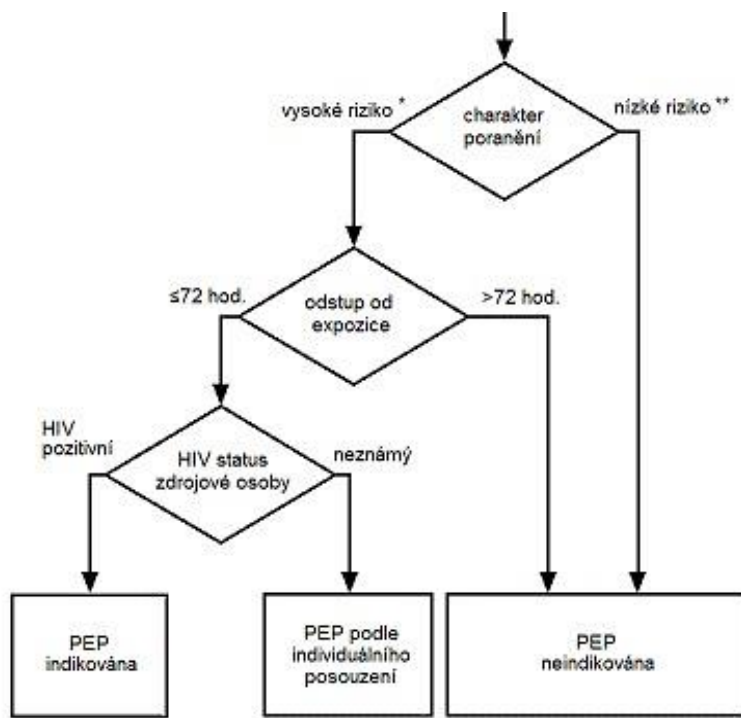 vysoké riziko *
charakter
poranění
nízké riziko **
≤72 hod.
odstup od
expozice
>72 hod.
HIV
pozitivní
HIV status
zdrojové osoby
neznámý
PEP
indikována
PEP podle
individuálního
posouzení
PEP
neindikována